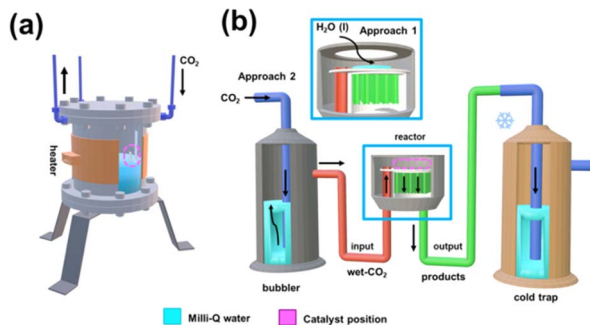 (a)
CO₂
heater
(b)
H₂O (l)
Approach 1
Approach 2
CO₂
reactor
input
output
wet-CO₂
products
bubbler
cold trap
Milli-Q water
Catalyst position